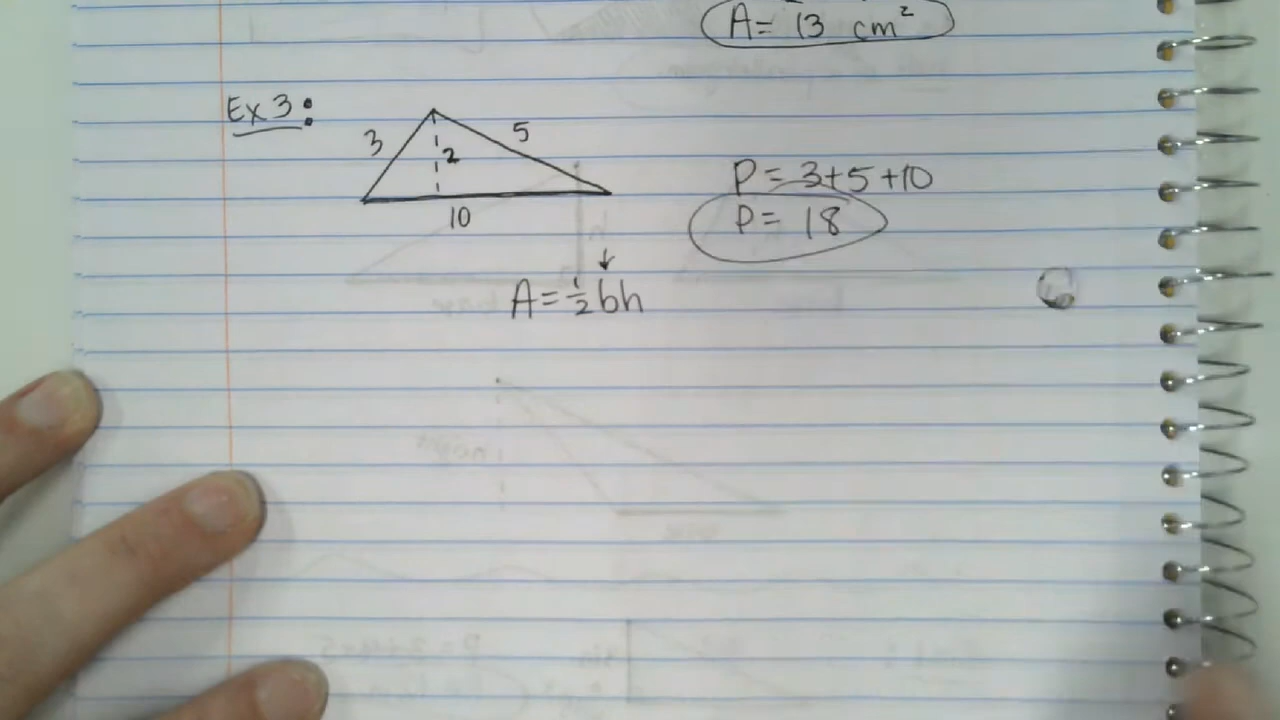 A = 13 cm²
Ex 3:
3
5
2
10
P = 3+5+10
P = 18
↓
A = ½bh